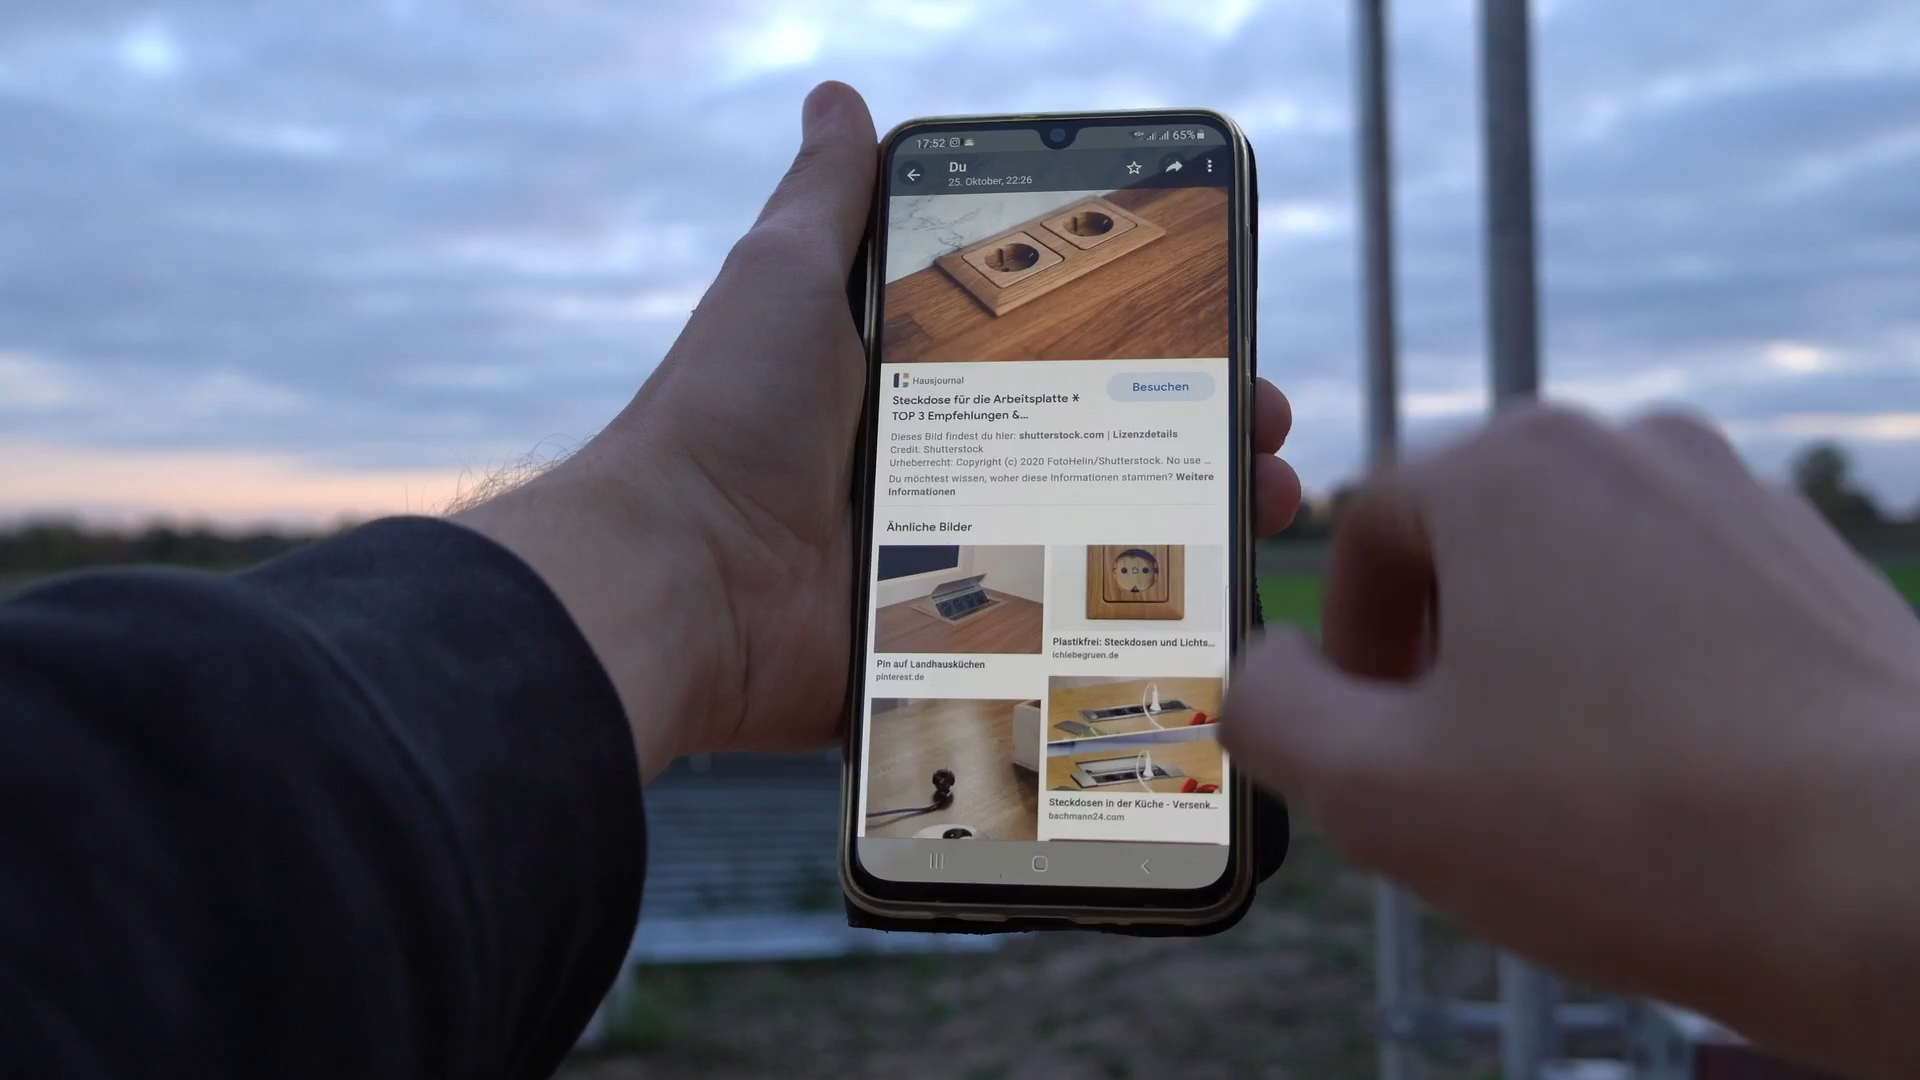 17:52
65%
Du
25. Oktober, 22:26
Hausjournal
Besuchen
Steckdose für die Arbeitsplatte ✶
TOP 3 Empfehlungen &...
Dieses Bild findest du hier: shutterstock.com | Lizenzdetails
Credit: Shutterstock
Urheberrecht: Copyright (c) 2020 FotoHelin/Shutterstock. No use ...
Du möchtest wissen, woher diese Informationen stammen? Weitere
Informationen
Ähnliche Bilder
Pin auf Landhausküchen
pinterest.de
Plastikfrei: Steckdosen und Lichts...
ichlebegruen.de
Steckdosen in der Küche - Versenk...
bachmann24.com